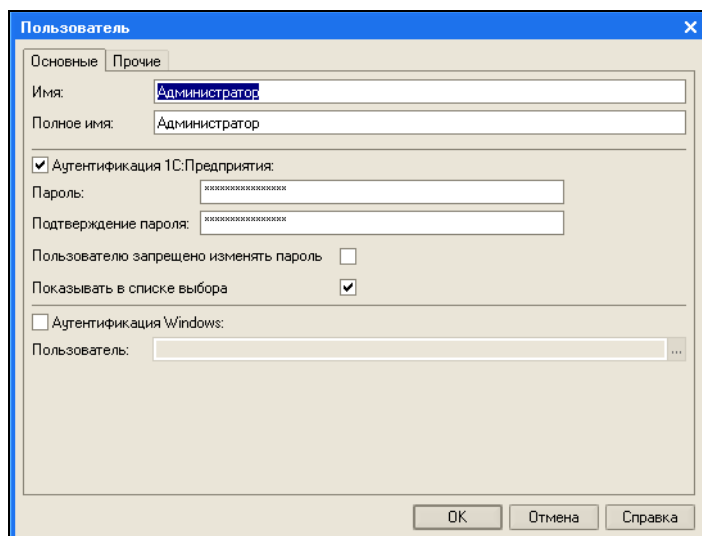 Пользователь
Основные Прочие
Имя: Администратор
Полное имя: Администратор
Аутентификация 1С:Предприятия:
Пароль: ***************
Подтверждение пароля: ***************
Пользователю запрещено изменять пароль
Показывать в списке выбора
Аутентификация Windows:
Пользователь: ...
OK Отмена Справка